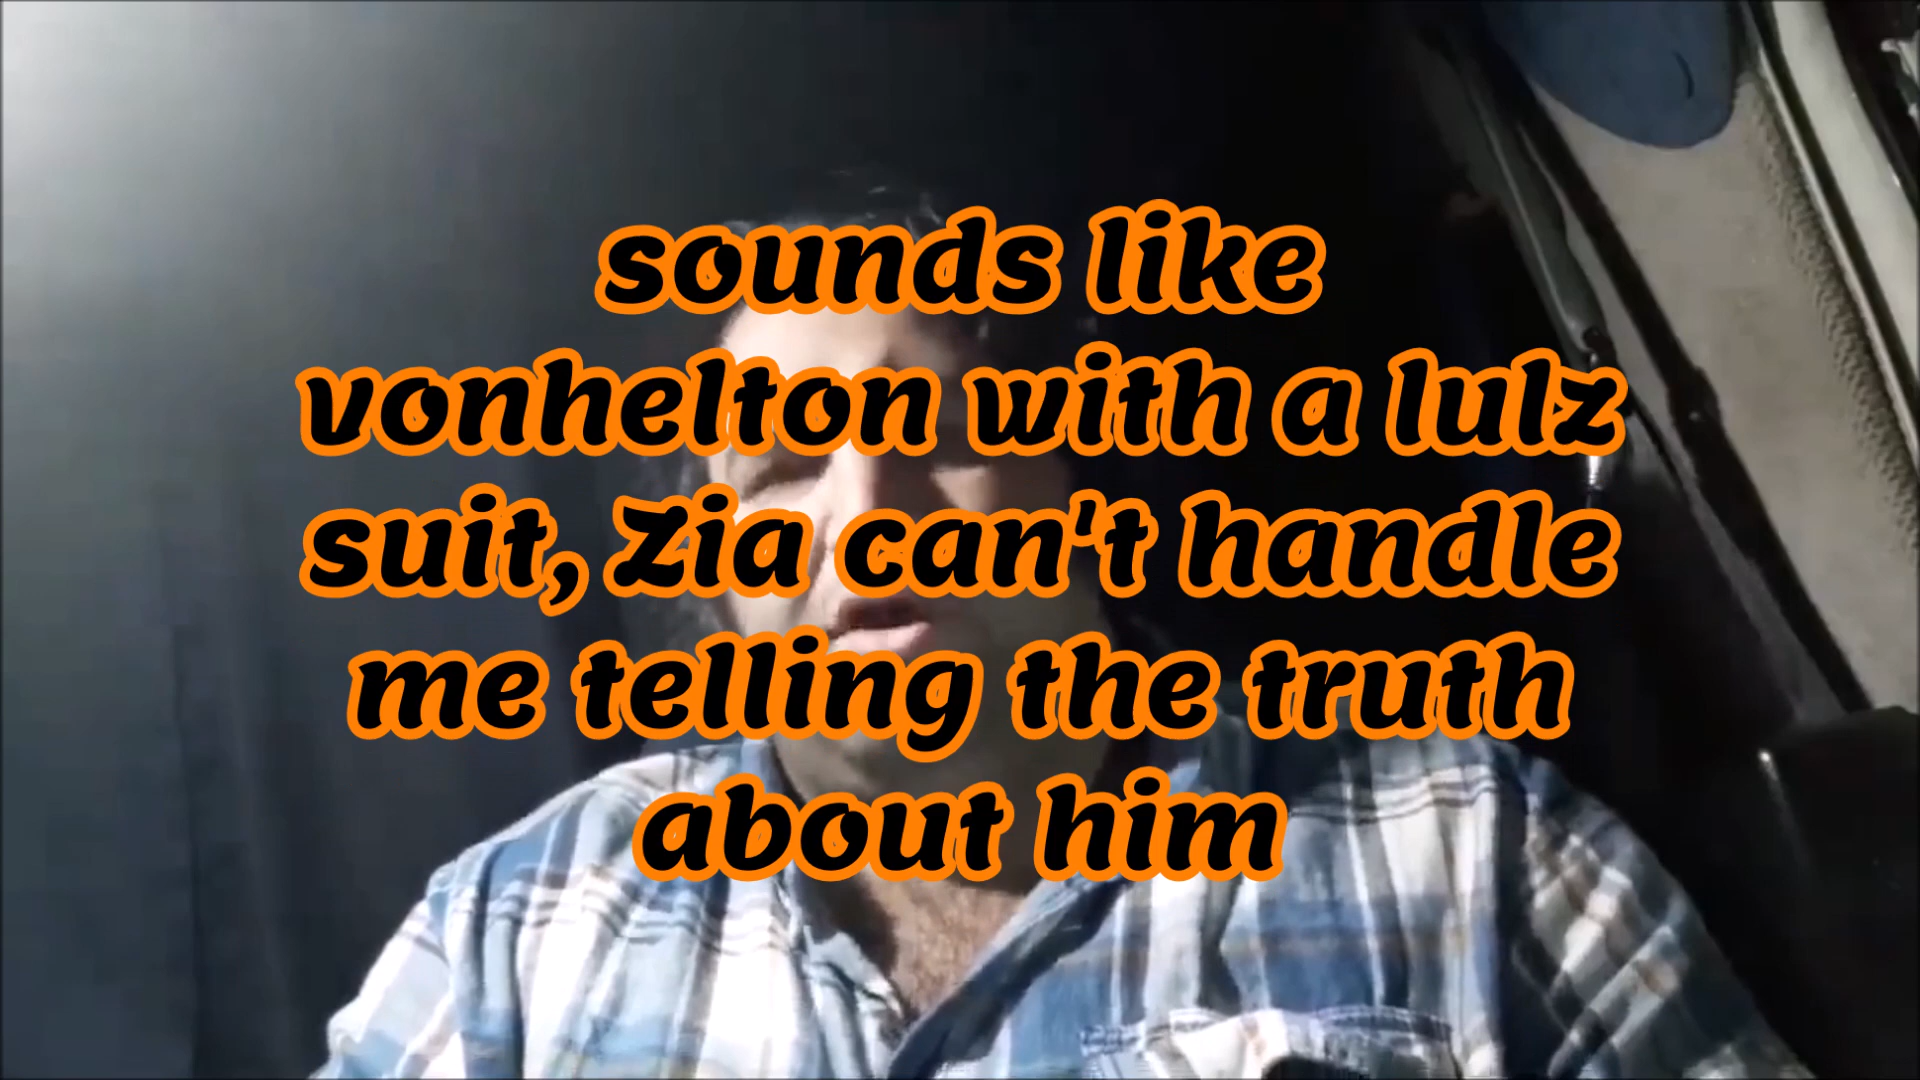 sounds like
vonhelton with a lulz
suit, Zia can't handle
me telling the truth
about him